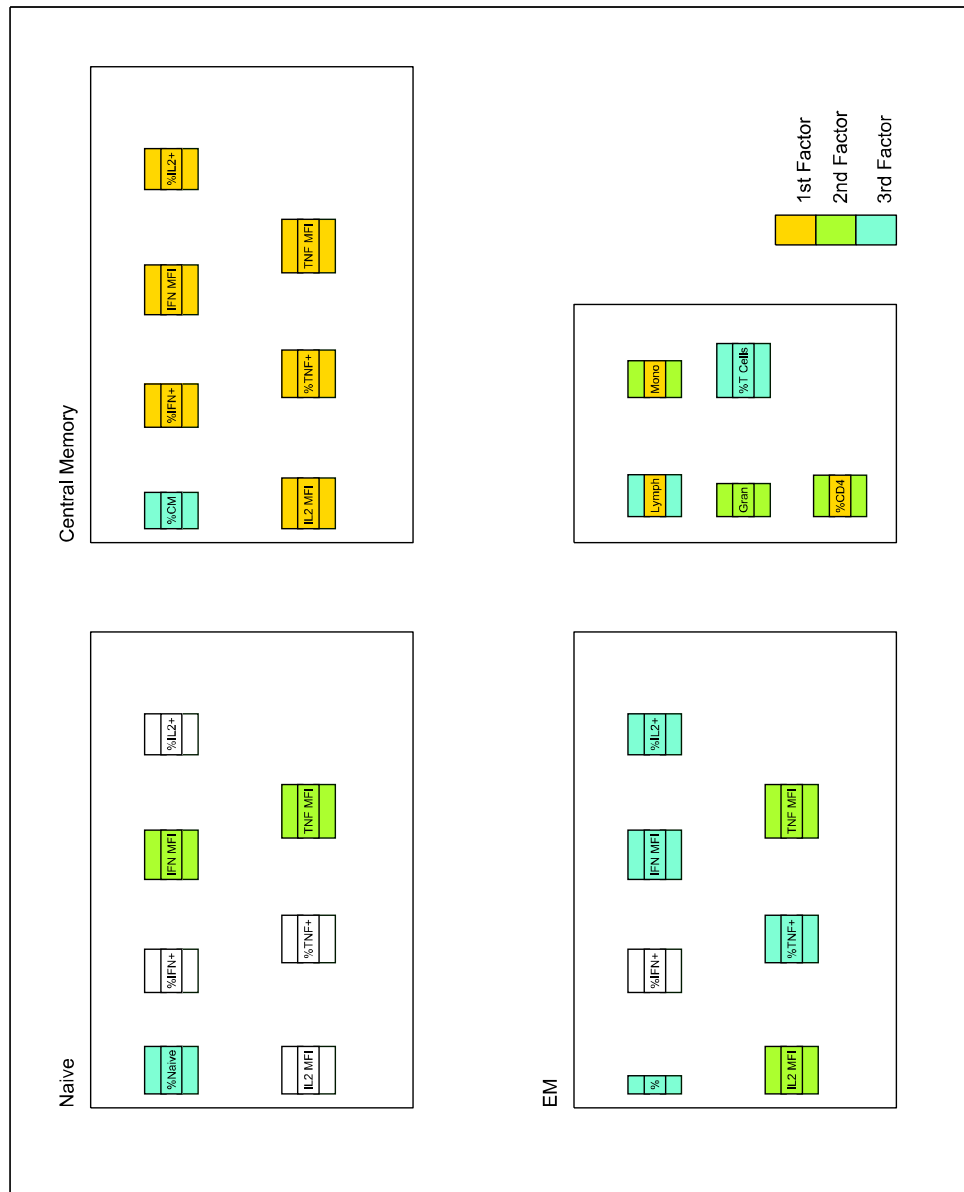 Naive
%Naive
%IFN+
IFN MFI
%IL2+
IL2 MFI
%TNF+
TNF MFI
Central Memory
%CM
%IFN+
IFN MFI
%IL2+
IL2 MFI
%TNF+
TNF MFI
EM
%
%IFN+
IFN MFI
%IL2+
IL2 MFI
%TNF+
TNF MFI
Lymph
Mono
Gran
%T Cells
%CD4
1st Factor
2nd Factor
3rd Factor